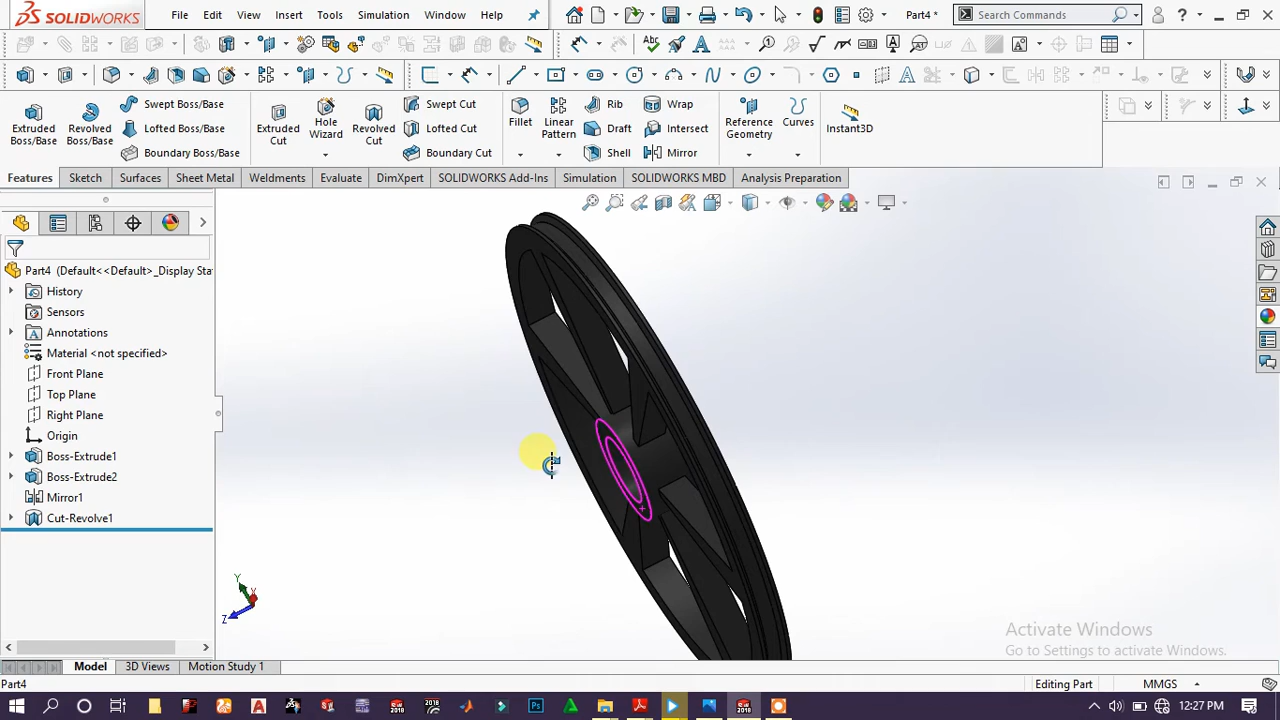 SOLIDWORKS File Edit View Insert Tools Simulation Window Help Part4 * Search Commands ?
Extruded Boss/Base
Revolved Boss/Base
Swept Boss/Base
Lofted Boss/Base
Boundary Boss/Base
Extruded Cut
Hole Wizard
Revolved Cut
Swept Cut
Lofted Cut
Boundary Cut
Fillet
Linear Pattern
Rib
Draft
Shell
Wrap
Intersect
Mirror
Reference Geometry
Curves
Instant3D
Features Sketch Surfaces Sheet Metal Weldments Evaluate DimXpert SOLIDWORKS Add-Ins Simulation SOLIDWORKS MBD Analysis Preparation
Part4 (Default<<Default>_Display Sta
History
Sensors
Annotations
Material <not specified>
Front Plane
Top Plane
Right Plane
Origin
Boss-Extrude1
Boss-Extrude2
Mirror1
Cut-Revolve1
Y
X
Z
Activate Windows
Go to Settings to activate Windows.
Model 3D Views Motion Study 1
Part4 Editing Part MMGS
12:27 PM